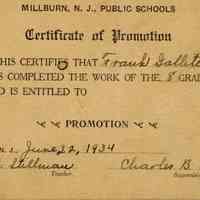 MILLBURN, N. J., PUBLIC SCHOOLS
Certificate of Promotion
HIS CERTIFIES THAT Frank
S COMPLETED THE WORK OF THE 8 GRAD
D IS ENTITLED TO
PROMOTION
June 22, 1934
Stillman Charles B
Teacher.